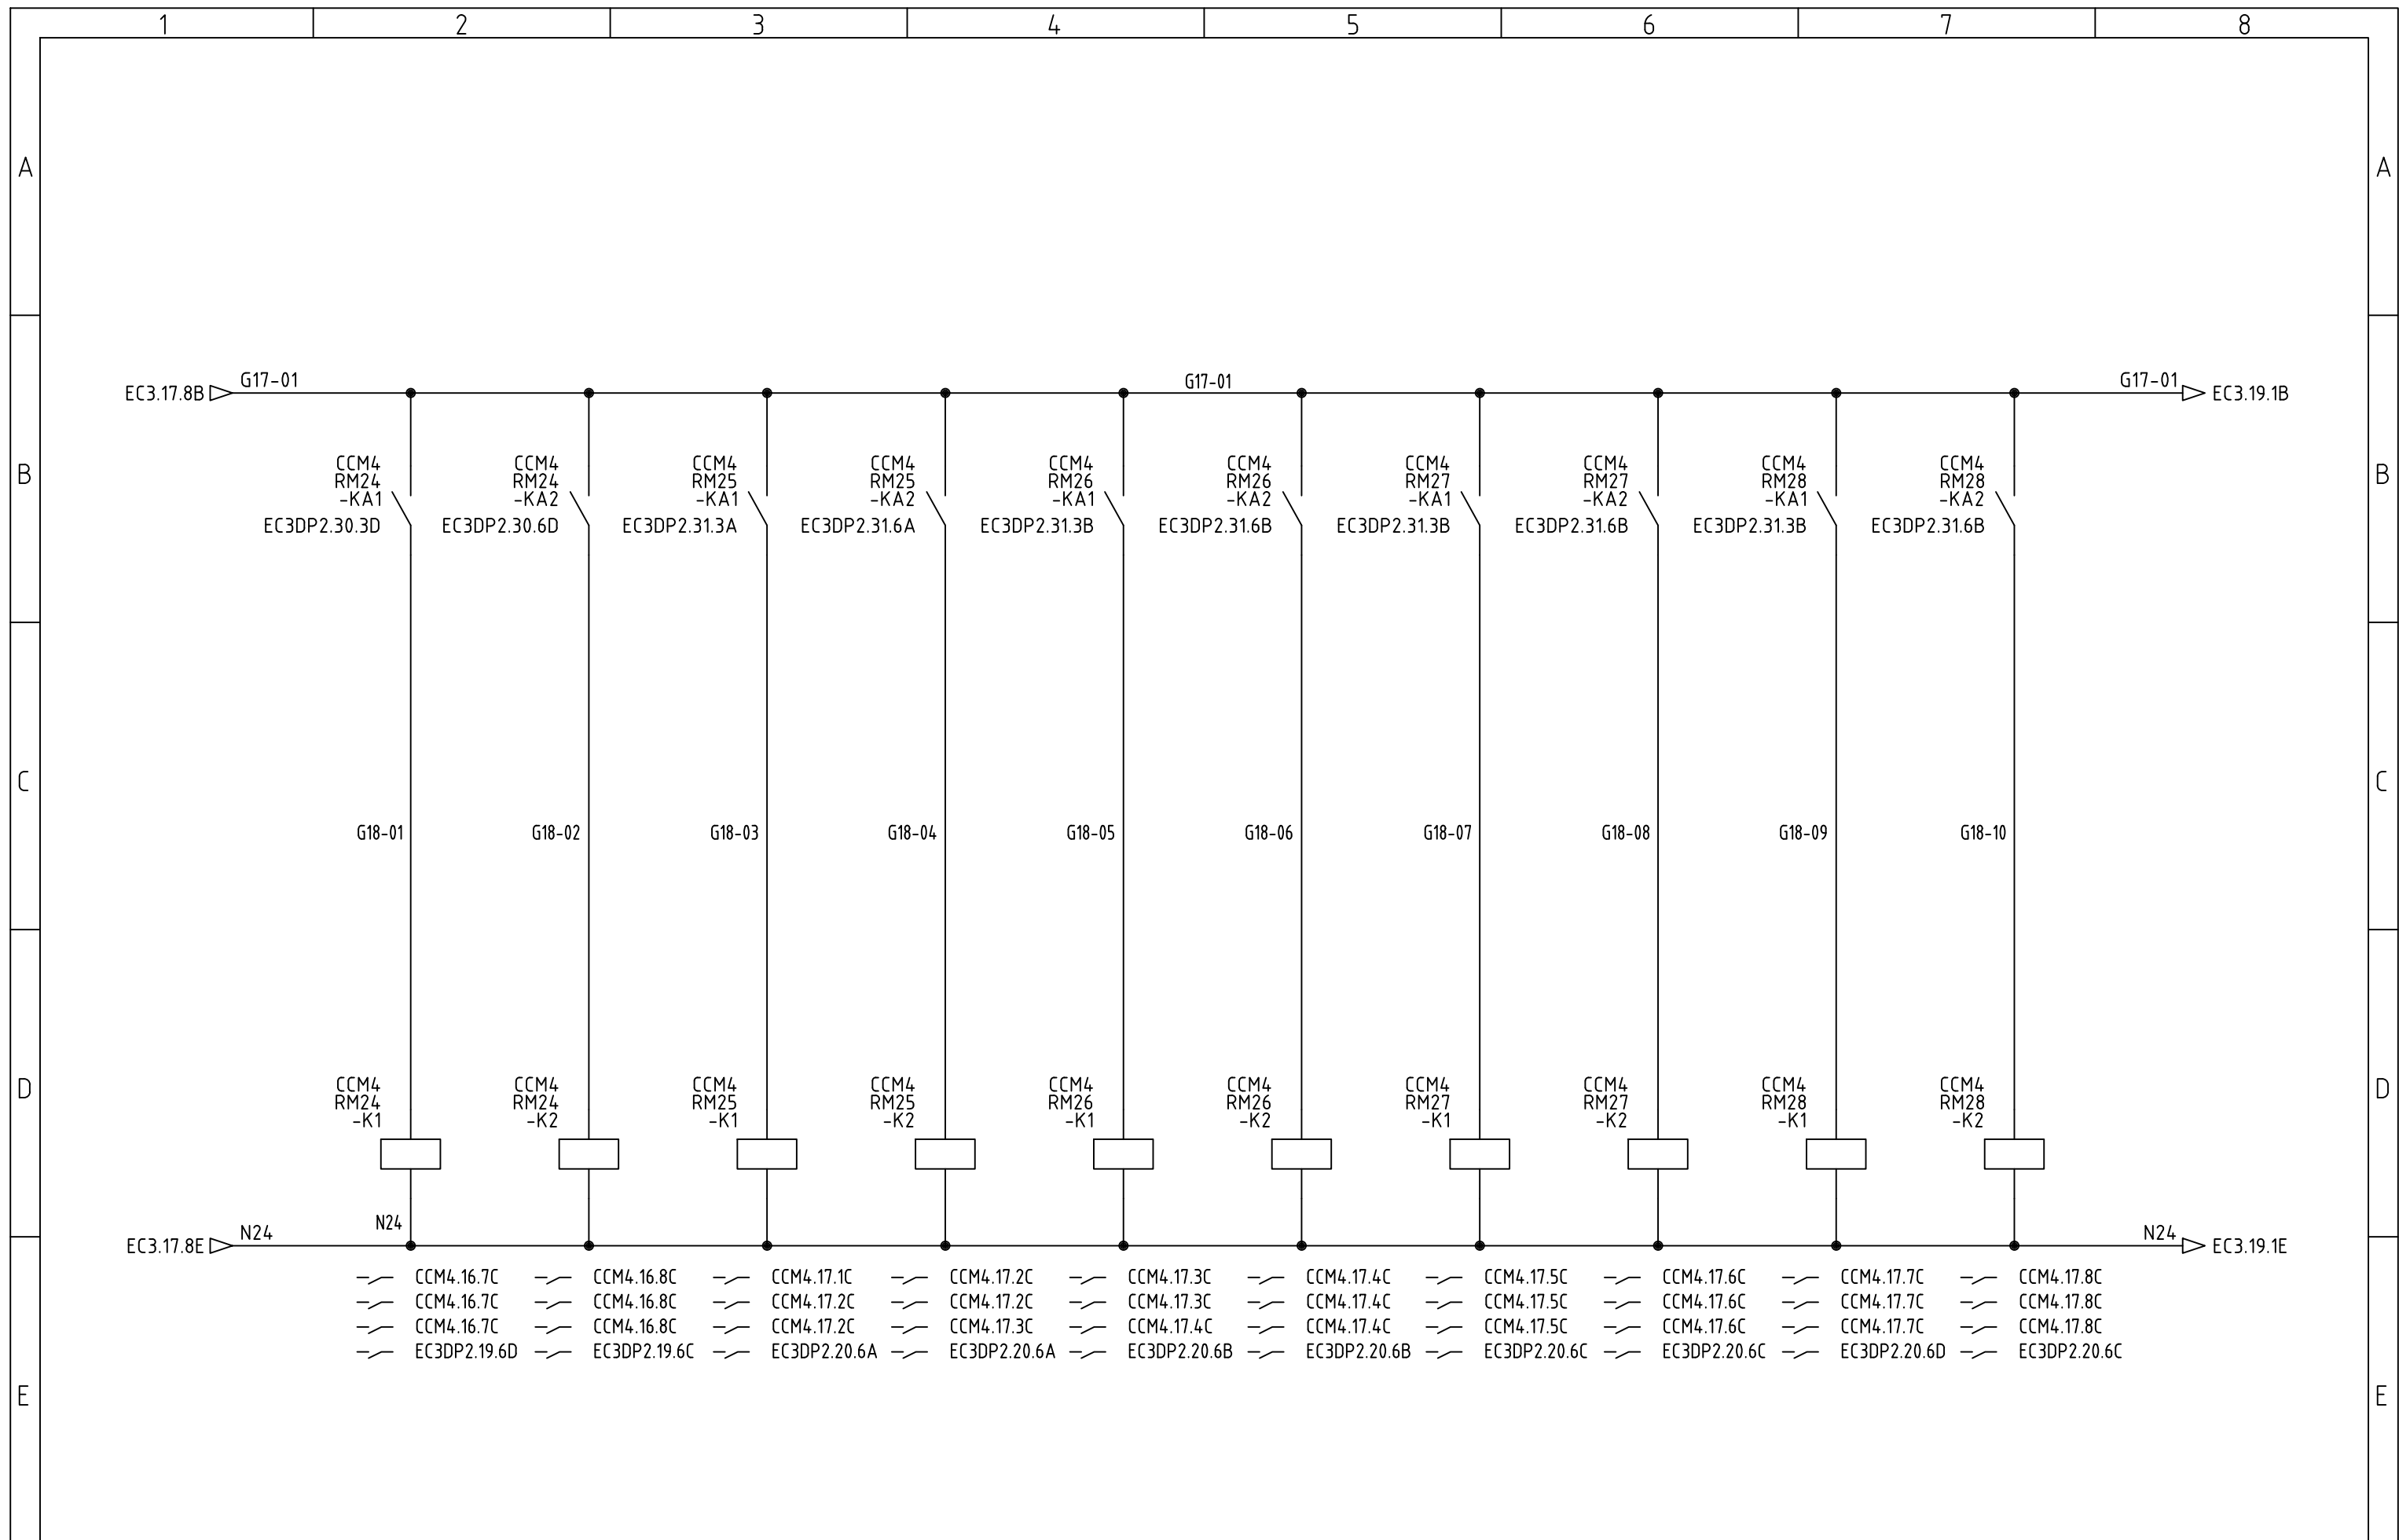 1 2 3 4 5 6 7 8
A A
G17-01 G17-01 G17-01
EC3.17.8B EC3.19.1B
CCM4 CCM4 CCM4 CCM4 CCM4 CCM4 CCM4 CCM4 CCM4 CCM4
B RM24 RM24 RM25 RM25 RM26 RM26 RM27 RM27 RM28 RM28 B
-KA1 -KA2 -KA1 -KA2 -KA1 -KA2 -KA1 -KA2 -KA1 -KA2
EC3DP2.30.3D EC3DP2.30.6D EC3DP2.31.3A EC3DP2.31.6A EC3DP2.31.3B EC3DP2.31.6B EC3DP2.31.3B EC3DP2.31.6B EC3DP2.31.3B EC3DP2.31.6B
C C
G18-01 G18-02 G18-03 G18-04 G18-05 G18-06 G18-07 G18-08 G18-09 G18-10
D CCM4 CCM4 CCM4 CCM4 CCM4 CCM4 CCM4 CCM4 CCM4 CCM4 D
RM24 RM24 RM25 RM25 RM26 RM26 RM27 RM27 RM28 RM28
-K1 -K2 -K1 -K2 -K1 -K2 -K1 -K2 -K1 -K2
N24 N24 N24
EC3.17.8E EC3.19.1E
CCM4.16.7C CCM4.16.8C CCM4.17.1C CCM4.17.2C CCM4.17.3C CCM4.17.4C CCM4.17.5C CCM4.17.6C CCM4.17.7C CCM4.17.8C
CCM4.16.7C CCM4.16.8C CCM4.17.2C CCM4.17.2C CCM4.17.3C CCM4.17.4C CCM4.17.5C CCM4.17.6C CCM4.17.7C CCM4.17.8C
CCM4.16.7C CCM4.16.8C CCM4.17.2C CCM4.17.3C CCM4.17.4C CCM4.17.4C CCM4.17.5C CCM4.17.6C CCM4.17.7C CCM4.17.8C
EC3DP2.19.6D EC3DP2.19.6C EC3DP2.20.6A EC3DP2.20.6A EC3DP2.20.6B EC3DP2.20.6B EC3DP2.20.6C EC3DP2.20.6C EC3DP2.20.6D EC3DP2.20.6C
E E